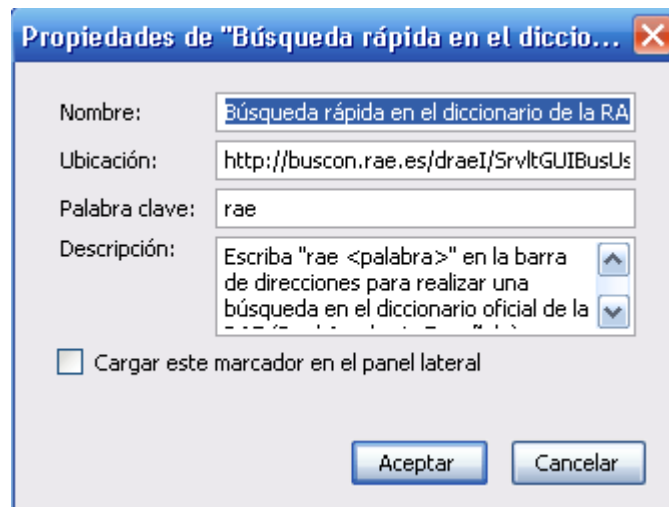 Propiedades de "Búsqueda rápida en el diccio...
Nombre: Búsqueda rápida en el diccionario de la RA
Ubicación: http://buscon.rae.es/draeI/SrvltGUIBusUs
Palabra clave: rae
Descripción: Escriba "rae <palabra>" en la barra
de direcciones para realizar una
búsqueda en el diccionario oficial de la
Cargar este marcador en el panel lateral
Aceptar Cancelar